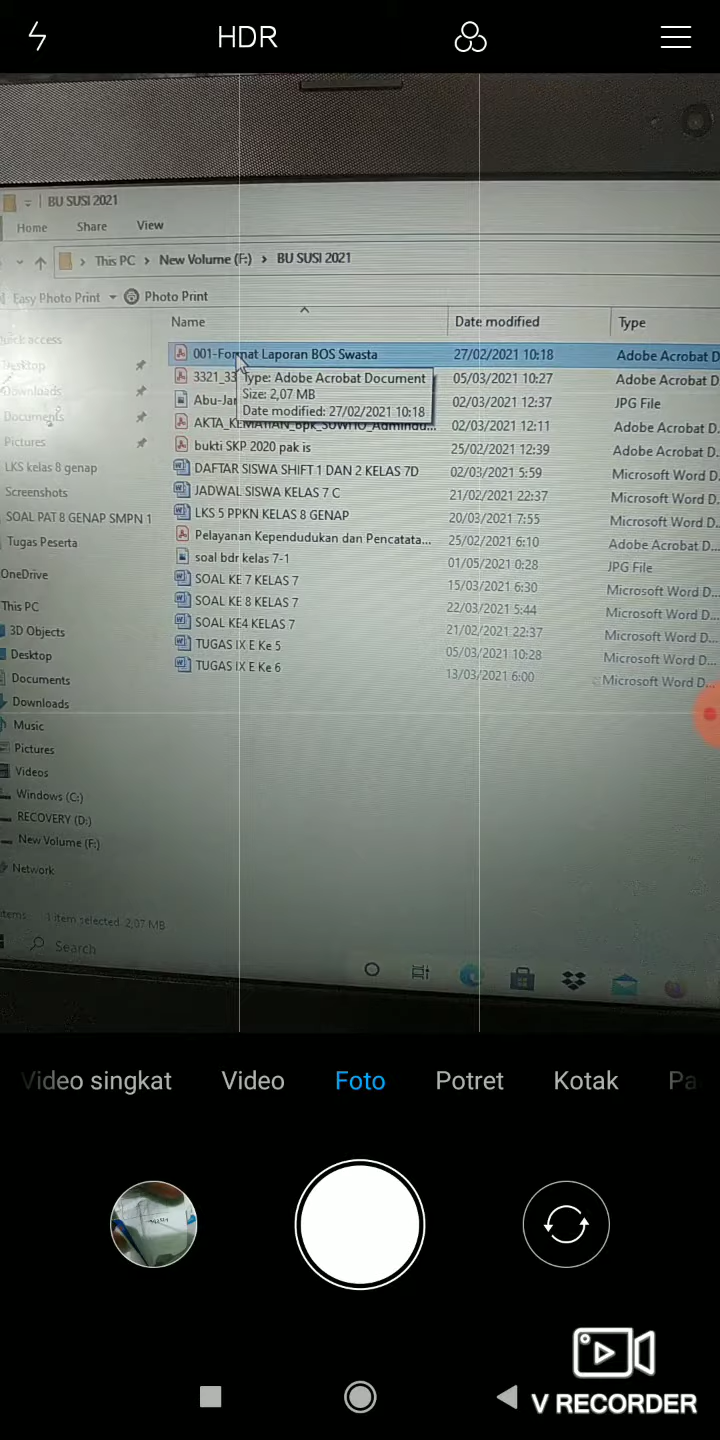 HDR
BU SUSI 2021
Home Share View
This PC > New Volume (F:) > BU SUSI 2021
Easy Photo Print Photo Print
Name Date modified Type
Quick access
001-Format Laporan BOS Swasta 27/02/2021 10:18 Adobe Acrobat D
Desktop 3321_33 05/03/2021 10:27 Adobe Acrobat D
Type: Adobe Acrobat Document
Size: 2,07 MB
Date modified: 27/02/2021 10:18
Downloads Abu-Jar 02/03/2021 12:37 JPG File
Documents 02/03/2021 12:11 Adobe Acrobat D...
Pictures bukti SKP 2020 pak is 25/02/2021 12:39 Adobe Acrobat D...
LKS kelas 8 genap DAFTAR SISWA SHIFT 1 DAN 2 KELAS 7D 02/03/2021 5:59 Microsoft Word D...
Screenshots JADWAL SISWA KELAS 7 C 21/02/2021 22:37 Microsoft Word D...
SOAL PAT 8 GENAP SMPN 1 LKS 5 PPKN KELAS 8 GENAP 20/03/2021 7:55 Microsoft Word D...
Tugas Peserta Pelayanan Kependudukan dan Pencatata... 25/02/2021 6:10 Adobe Acrobat D...
soal bdr kelas 7-1 01/05/2021 0:28 JPG File
OneDrive SOAL KE 7 KELAS 7 15/03/2021 6:30 Microsoft Word D...
This PC SOAL KE 8 KELAS 7 22/03/2021 5:44 Microsoft Word D...
3D Objects SOAL KE4 KELAS 7 21/02/2021 22:37 Microsoft Word D...
Desktop TUGAS IX E Ke 5 05/03/2021 10:28 Microsoft Word D...
Documents TUGAS IX E Ke 6 13/03/2021 6:00 Microsoft Word D...
Downloads
Music
Pictures
Videos
Windows (C:)
RECOVERY (D:)
New Volume (F:)
Network
items 1 item selected 2,07 MB
Search
Video singkat Video Foto Potret Kotak Pa
V RECORDER